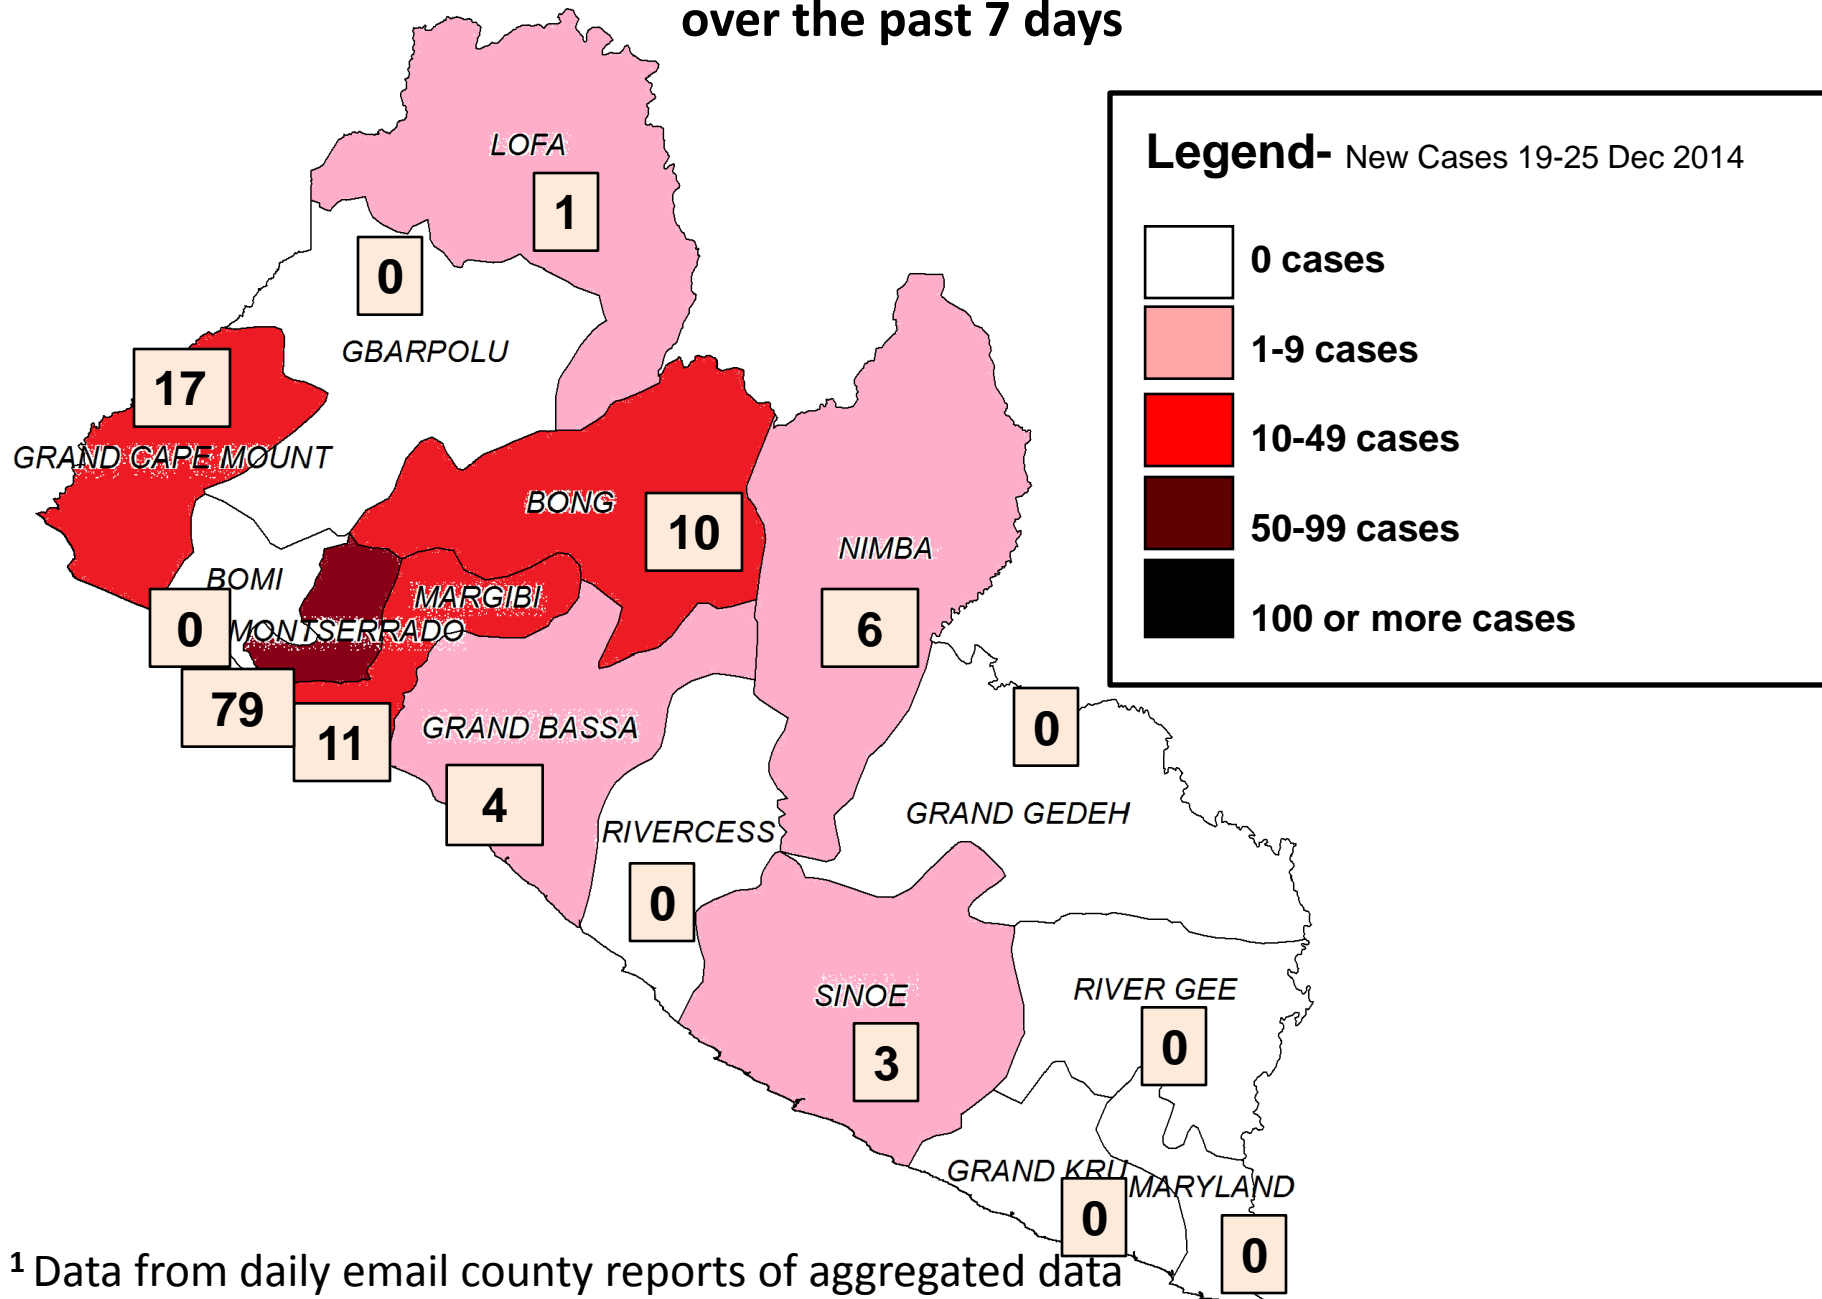 over the past 7 days
Legend- New Cases 19-25 Dec 2014
0 cases
1-9 cases
10-49 cases
50-99 cases
100 or more cases
LOFA
1
0
GBARPOLU
17
GRAND CAPE MOUNT
BONG
10
NIMBA
6
BOMI
0
MARGIBI
MONTSERRADO
79
11
GRAND BASSA
4
RIVERCESS
0
0
GRAND GEDEH
SINOE
3
RIVER GEE
0
GRAND KRU
0
MARYLAND
0
1 Data from daily email county reports of aggregated data